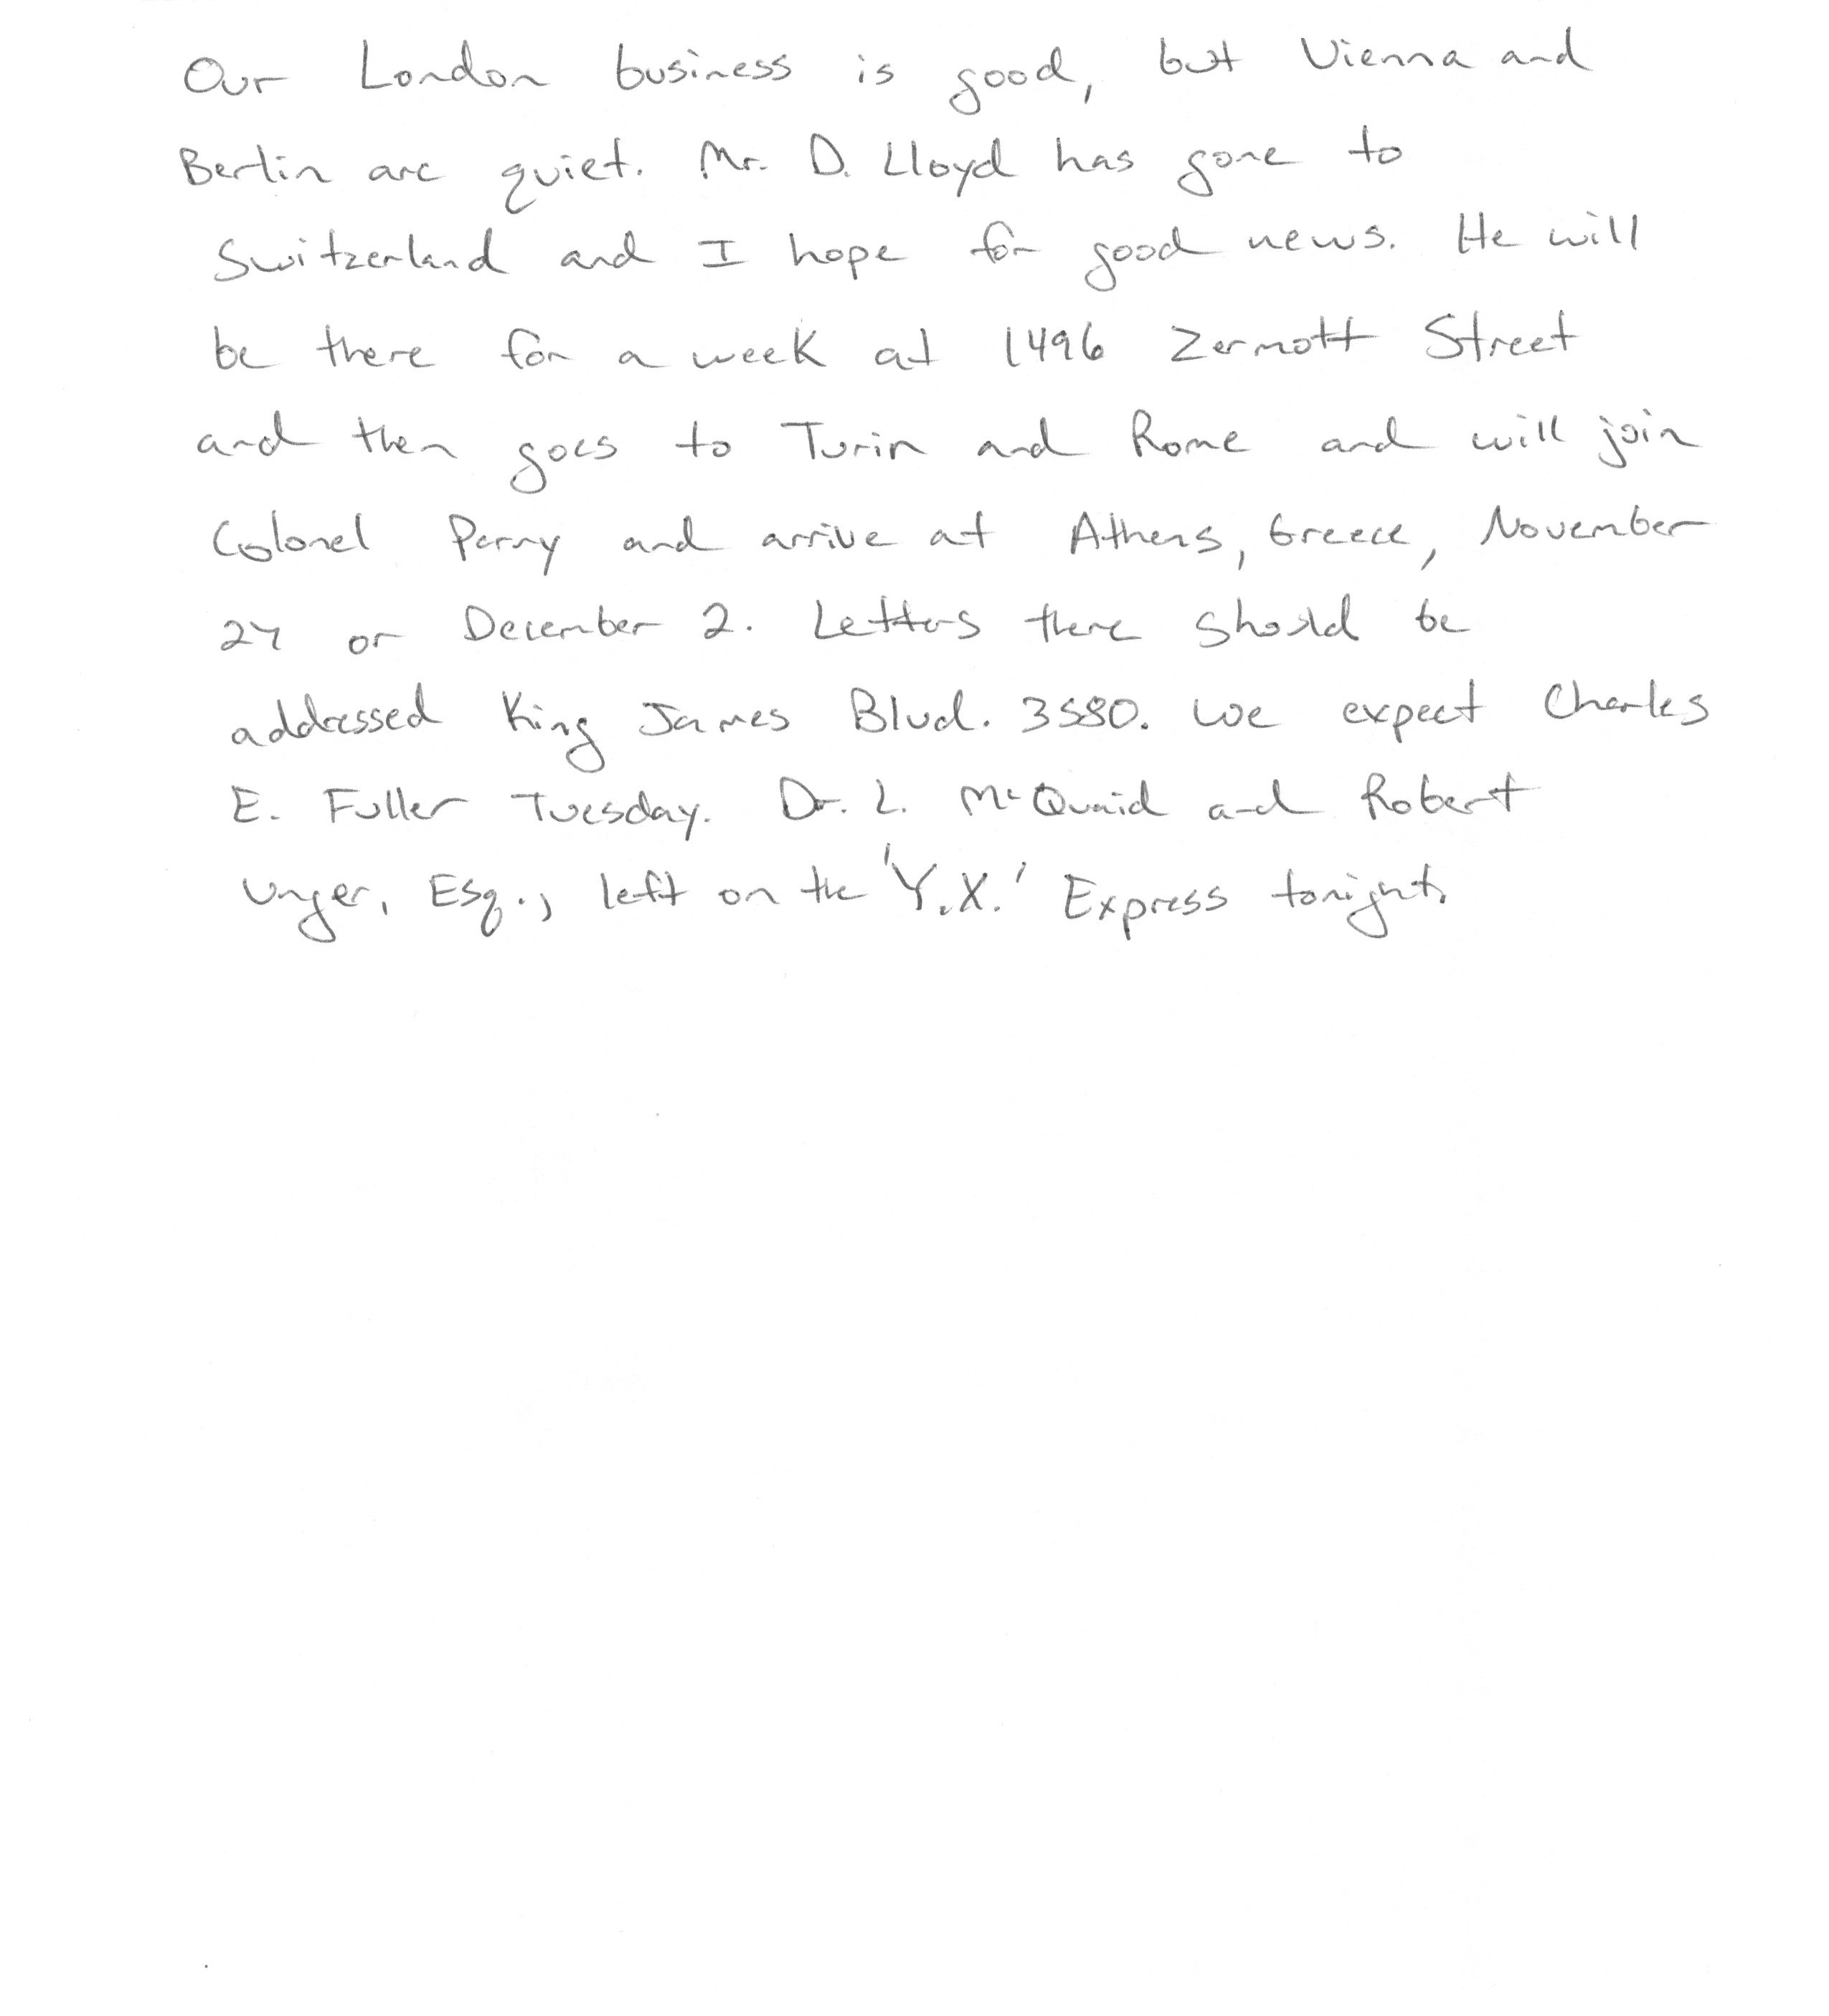 Our London business is good, but Vienna and
Berlin are quiet. Mr. D. Lloyd has gone to
Switzerland and I hope for good news. He will
be there for a week at 1496 Zermott Street
and then goes to Turin and Rome and will join
Colonel Parry and arrive at Athens, Greece, November
27 or December 2. Letters there should be
addressed King James Blvd. 3580. We expect Charles
E. Fuller Tuesday. Dr. L. McQuaid and Robert
Unger, Esq., left on the 'Y.X.' Express tonight.